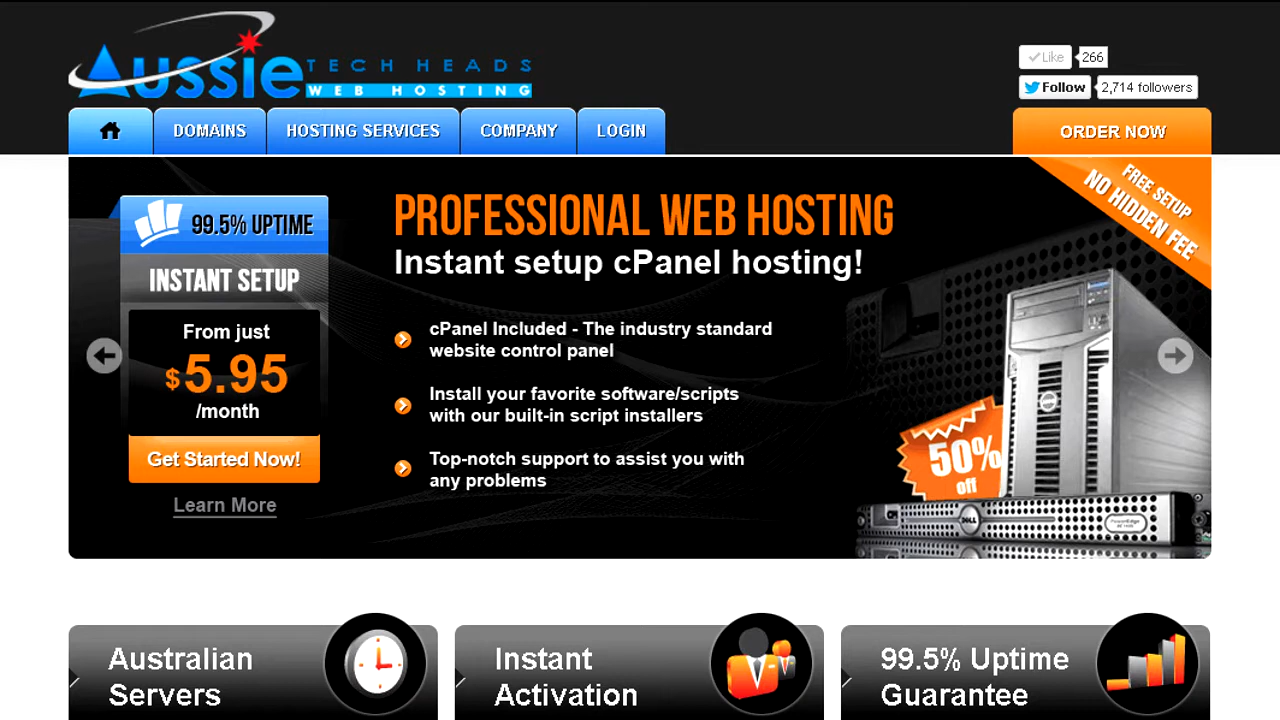 Aussie
TECH HEADS
WEB HOSTING
Like 266
Follow 2,714 followers
DOMAINS HOSTING SERVICES COMPANY LOGIN ORDER NOW
FREE SETUP
NO HIDDEN FEE
99.5% UPTIME
INSTANT SETUP
From just
$5.95
/month
Get Started Now!
Learn More
PROFESSIONAL WEB HOSTING
Instant setup cPanel hosting!
cPanel Included - The industry standard
website control panel
Install your favorite software/scripts
with our built-in script installers
Top-notch support to assist you with
any problems
50%
off
DELL
PowerEdge
Australian
Servers
Instant
Activation
99.5% Uptime
Guarantee